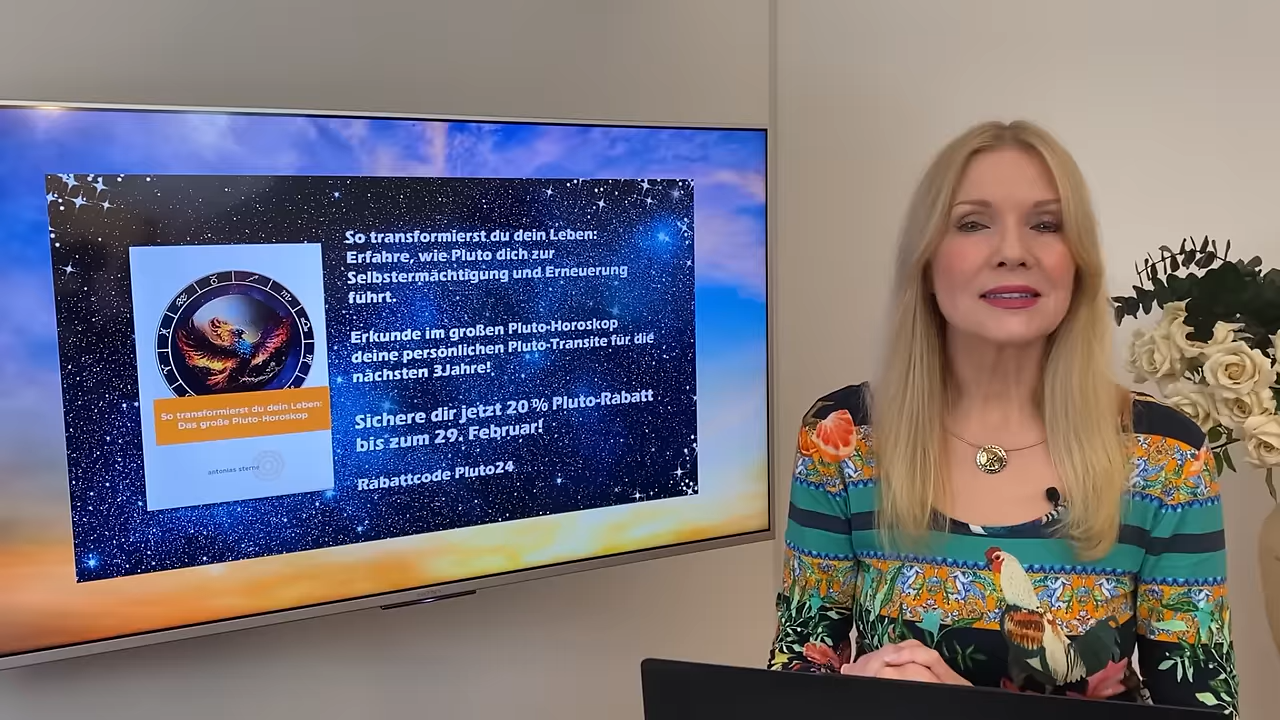 So transformierst du dein Leben:
Erfahre, wie Pluto dich zur
Selbstermächtigung und Erneuerung
führt.
Erkunde im großen Pluto-Horoskop
deine persönlichen Pluto-Transite für die
nächsten 3Jahre!
Sichere dir jetzt 20 % Pluto-Rabatt
bis zum 29. Februar!
Rabattcode Pluto24
So transformierst du dein Leben:
Das große Pluto-Horoskop
antonias sterne